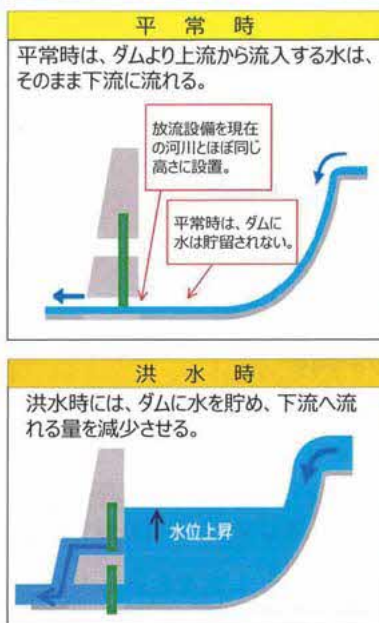 平常時
平常時は、ダムより上流から流入する水は、
そのまま下流に流れる。
放流設備を現在
の河川とほぼ同じ
高さに設置。
平常時は、ダムに
水は貯留されない。
洪水時
洪水時には、ダムに水を貯め、下流へ流
れる量を減少させる。
水位上昇